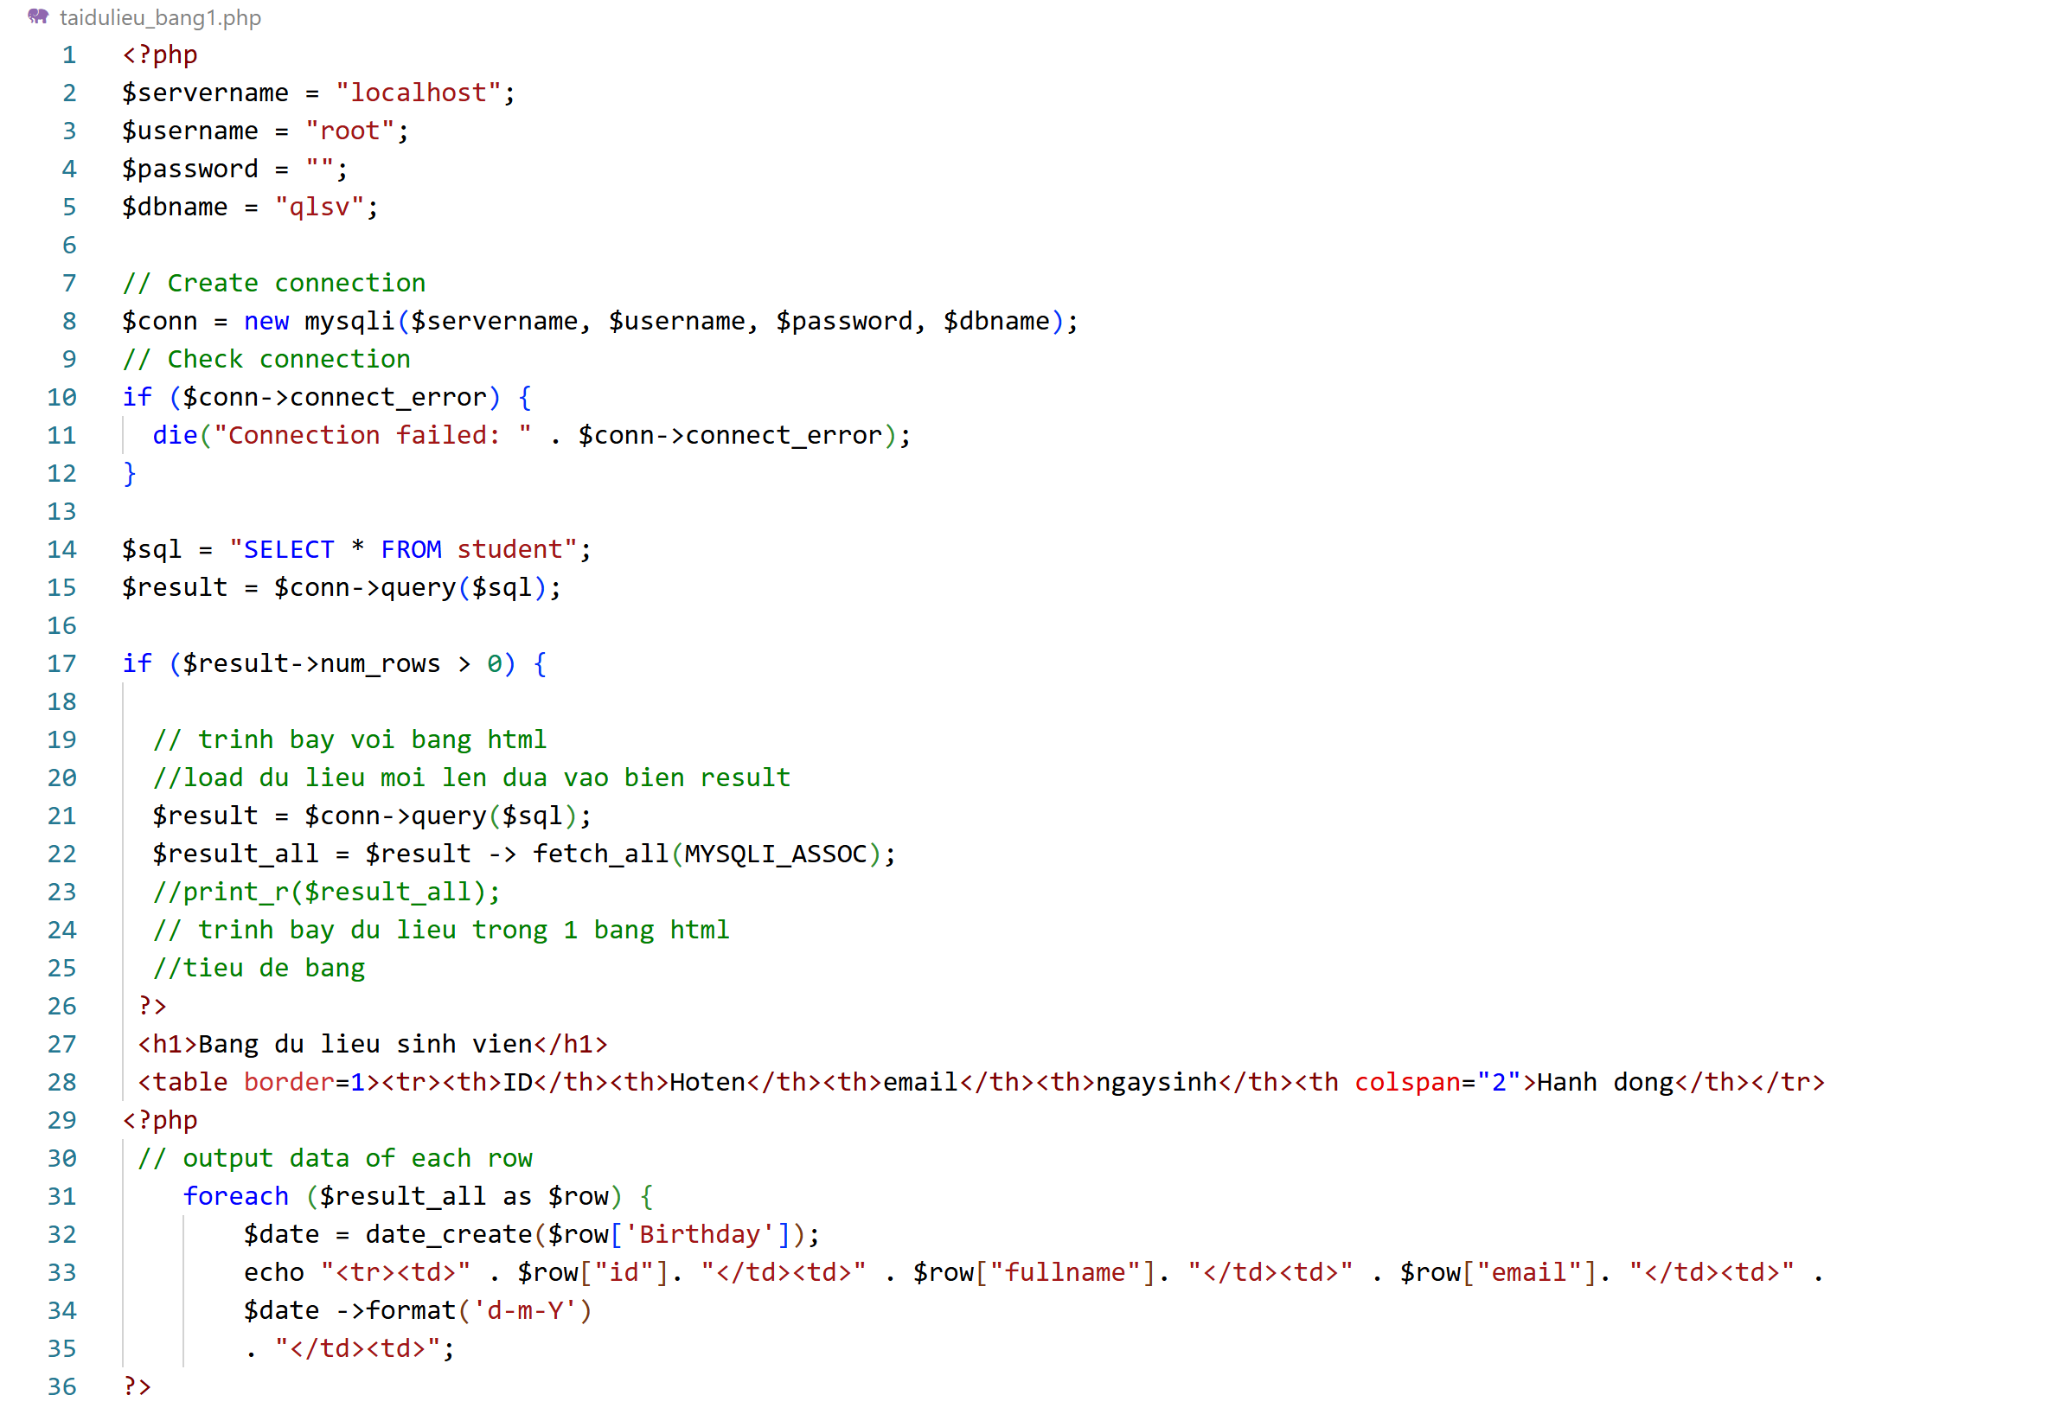 taidulieu_bang1.php
1 <?php
2 $servername = "localhost";
3 $username = "root";
4 $password = "";
5 $dbname = "qlsv";
6
7 // Create connection
8 $conn = new mysqli($servername, $username, $password, $dbname);
9 // Check connection
10 if ($conn->connect_error) {
11   die("Connection failed: " . $conn->connect_error);
12 }
13
14 $sql = "SELECT * FROM student";
15 $result = $conn->query($sql);
16
17 if ($result->num_rows > 0) {
18
19   // trinh bay voi bang html
20   //load du lieu moi len dua vao bien result
21   $result = $conn->query($sql);
22   $result_all = $result -> fetch_all(MYSQLI_ASSOC);
23   //print_r($result_all);
24   // trinh bay du lieu trong 1 bang html
25   //tieu de bang
26  ?>
27  <h1>Bang du lieu sinh vien</h1>
28  <table border=1><tr><th>ID</th><th>Hoten</th><th>email</th><th>ngaysinh</th><th colspan="2">Hanh dong</th></tr>
29 <?php
30  // output data of each row
31     foreach ($result_all as $row) {
32         $date = date_create($row['Birthday']);
33         echo "<tr><td>" . $row["id"]. "</td><td>" . $row["fullname"]. "</td><td>" . $row["email"]. "</td><td>" .
34         $date ->format('d-m-Y')
35         . "</td><td>";
36 ?>